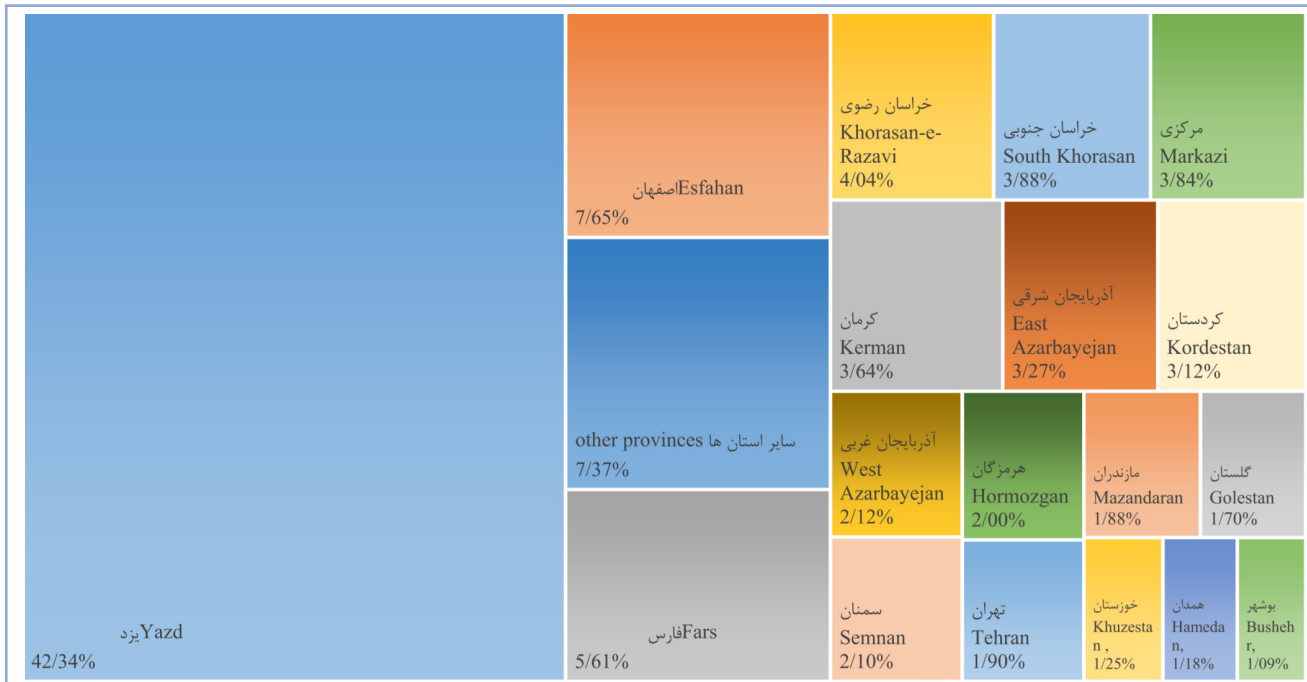 یزدYazd
42/34%
اصفهانEsfahan
7/65%
other provinces سایر استان ها
7/37%
فارسFars
5/61%
خراسان رضوی
Khorasan-e-
Razavi
4/04%
خراسان جنوبی
South Khorasan
3/88%
مرکزی
Markazi
3/84%
کرمان
Kerman
3/64%
آذربایجان شرقی
East
Azarbayejan
3/27%
کردستان
Kordestan
3/12%
آذربایجان غربی
West
Azarbayejan
2/12%
هرمزگان
Hormozgan
2/00%
مازندران
Mazandaran
1/88%
گلستان
Golestan
1/70%
سمنان
Semnan
2/10%
تهران
Tehran
1/90%
خوزستان
Khuzesta
n ,
1/25%
همدان
Hameda
n,
1/18%
بوشهر
Bushe
r,
1/09%